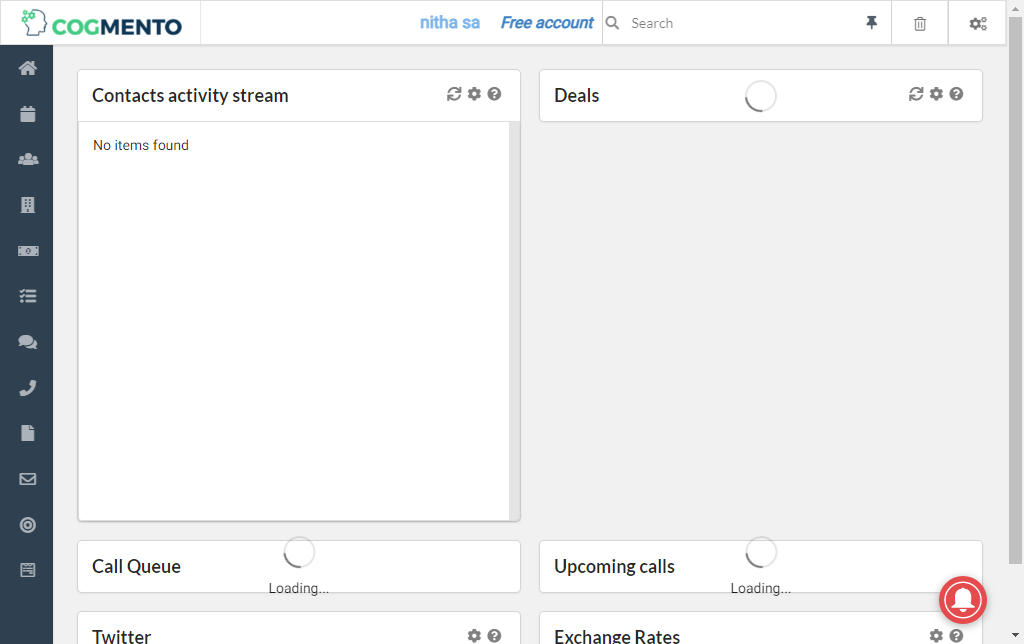 COGMENTO
nitha sa
Free account
Search
Contacts activity stream
Deals
No items found
Call Queue
Loading...
Upcoming calls
Loading...
Twitter
Exchange Rates